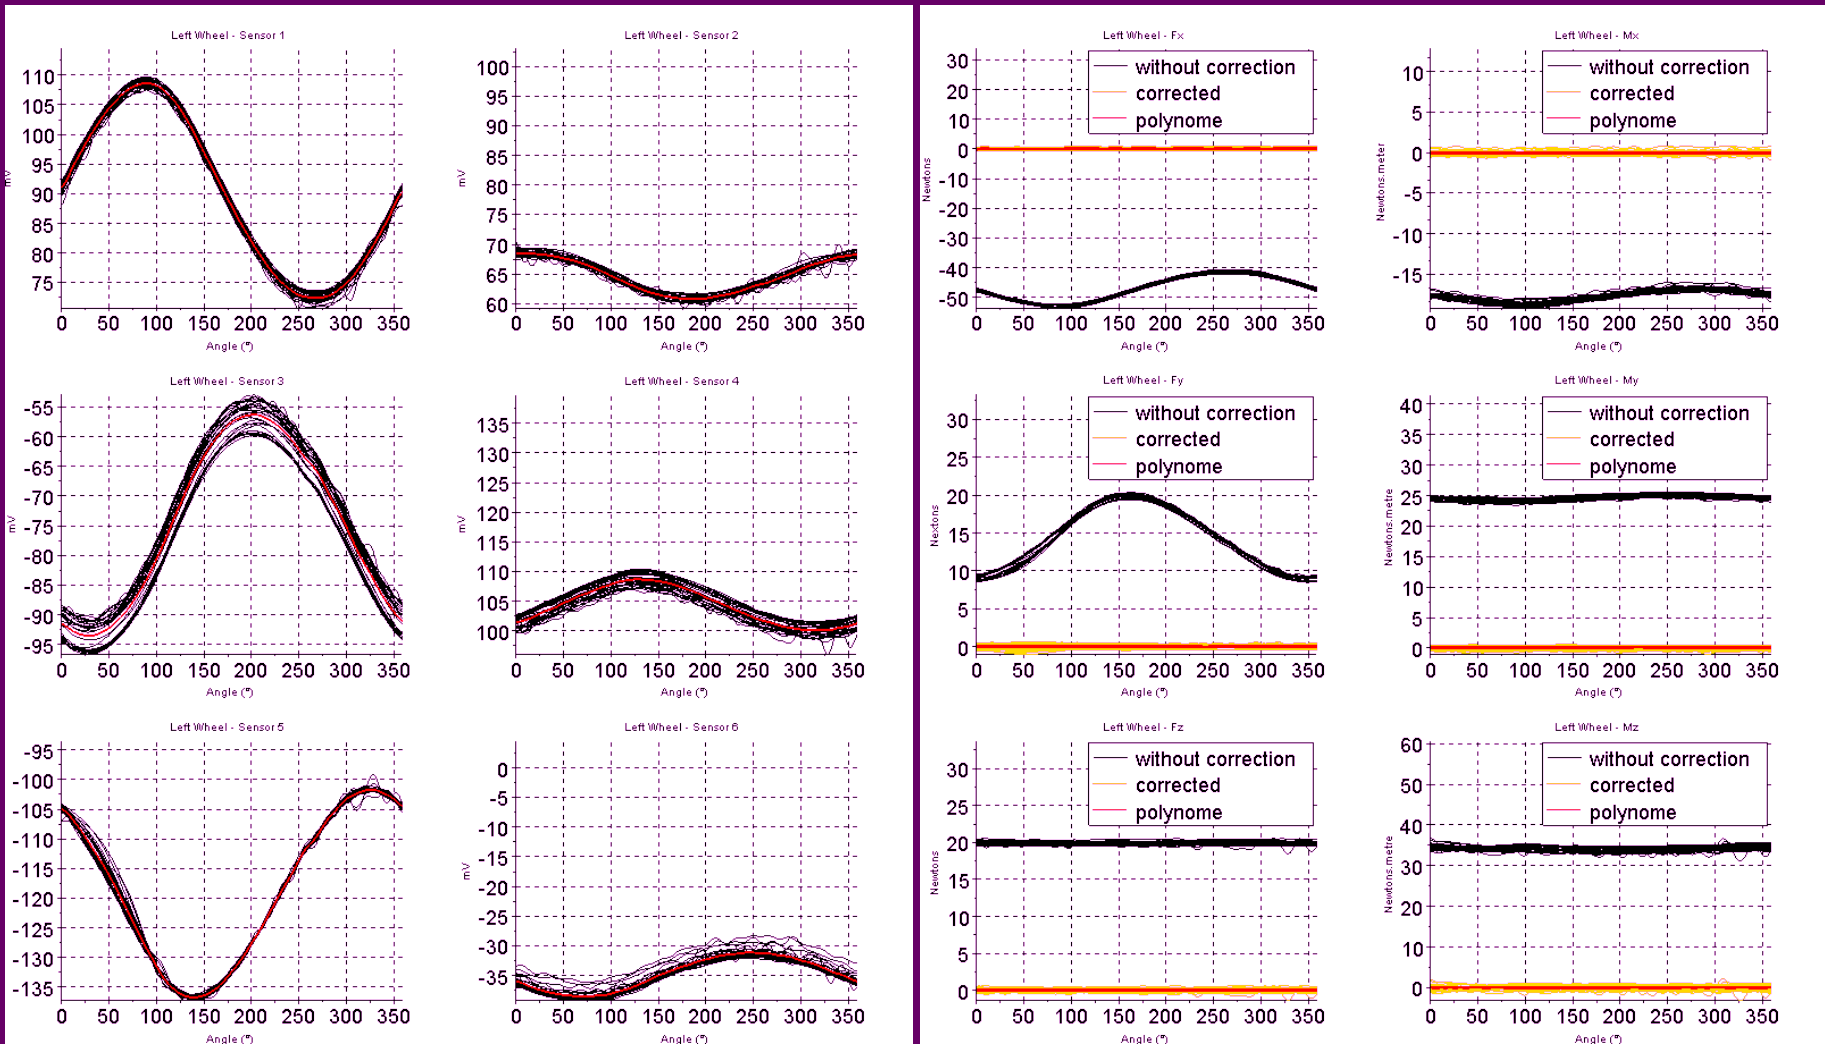 Left Wheel - Sensor 1
110
105
100
95
90
85
80
75
mV
0 50 100 150 200 250 300 350
Angle (°)
Left Wheel - Sensor 2
100
95
90
85
80
75
70
65
60
mV
0 50 100 150 200 250 300 350
Angle (°)
Left Wheel - Sensor 3
-55
-60
-65
-70
-75
-80
-85
-90
-95
mV
0 50 100 150 200 250 300 350
Angle (°)
Left Wheel - Sensor 4
135
130
125
120
115
110
105
100
mV
0 50 100 150 200 250 300 350
Angle (°)
Left Wheel - Sensor 5
-95
-100
-105
-110
-115
-120
-125
-130
-135
0 50 100 150 200 250 300 350
Angle (°)
Left Wheel - Sensor 6
0
-5
-10
-15
-20
-25
-30
-35
mV
0 50 100 150 200 250 300 350
Angle (°)
Left Wheel - Fx
without correction
corrected
polynome
30
20
10
0
-10
-20
-30
-40
-50
Newtons
0 50 100 150 200 250 300 350
Angle (°)
Left Wheel - Mx
without correction
corrected
polynome
10
5
0
-5
-10
-15
Newtons.meter
0 50 100 150 200 250 300 350
Angle (°)
Left Wheel - Fy
without correction
corrected
polynome
30
25
20
15
10
5
0
Nextons
0 50 100 150 200 250 300 350
Angle (°)
Left Wheel - My
without correction
corrected
polynome
40
35
30
25
20
15
10
5
0
Newtons.metre
0 50 100 150 200 250 300 350
Angle (°)
Left Wheel - Fz
without correction
corrected
polynome
30
25
20
15
10
5
0
Newtons
0 50 100 150 200 250 300 350
Angle (°)
Left Wheel - Mz
without correction
corrected
polynome
60
50
40
30
20
10
0
Newtons.metre
0 50 100 150 200 250 300 350
Angle (°)